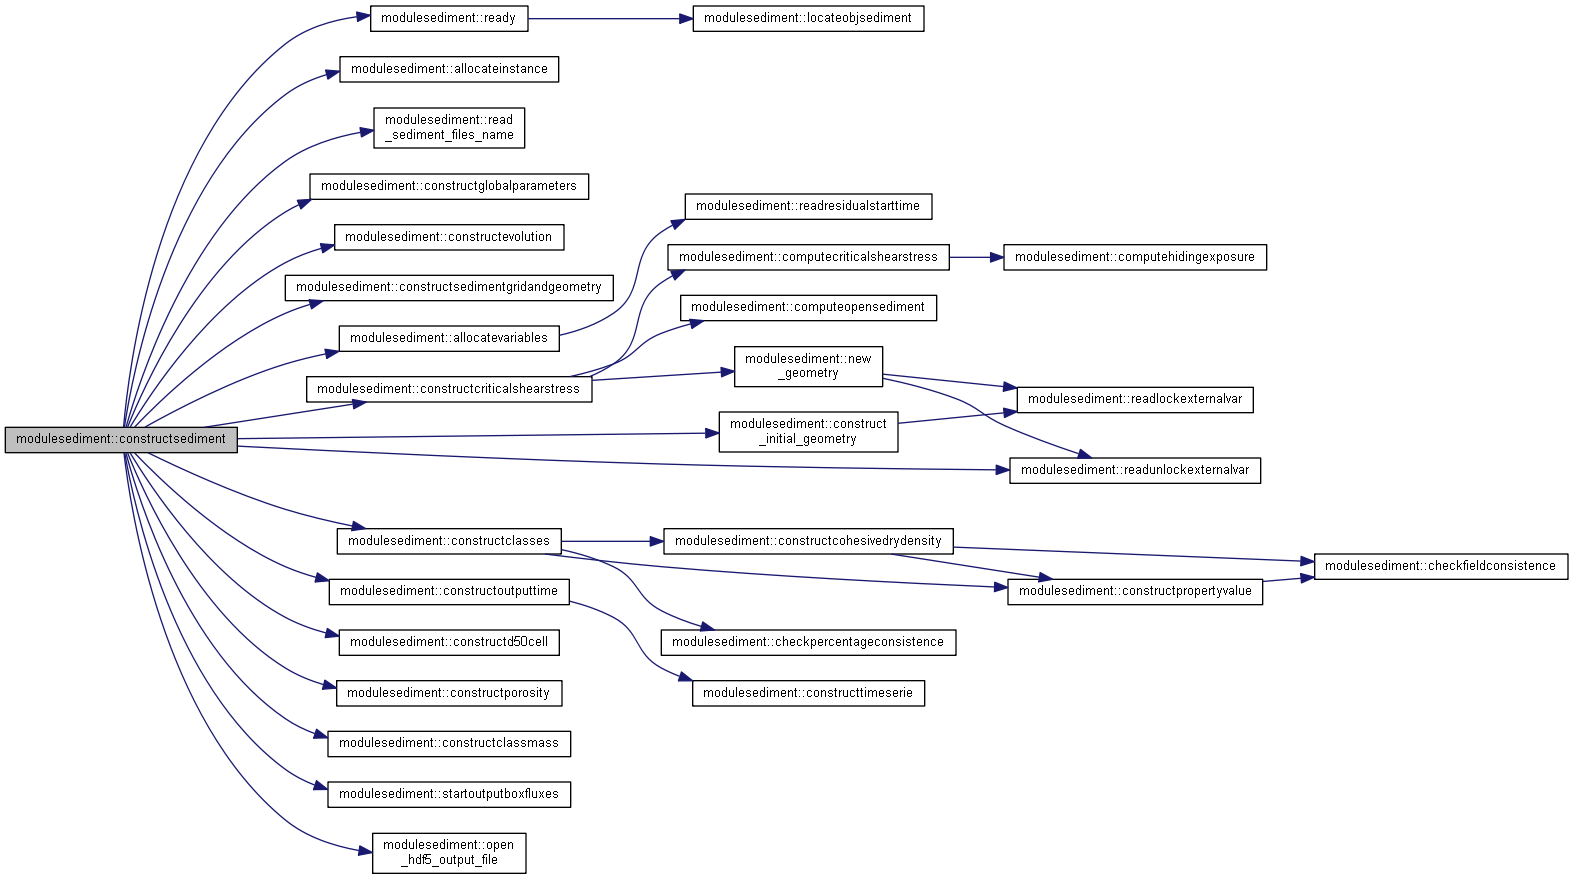 modulesediment::ready
modulesediment::locateobjsediment
modulesediment::allocateinstance
modulesediment::read
_sediment_files_name
modulesediment::constructglobalparameters
modulesediment::readresidualstarttime
modulesediment::constructevolution
modulesediment::computecriticalshearstress
modulesediment::computehidingexposure
modulesediment::constructsedimentgridandgeometry
modulesediment::computeopensediment
modulesediment::allocatevariables
modulesediment::new
_geometry
modulesediment::constructcriticalshearstress
modulesediment::readlockexternalvar
modulesediment::construct
_initial_geometry
modulesediment::constructsediment
modulesediment::readunlockexternalvar
modulesediment::constructclasses
modulesediment::constructcohesivedrydensity
modulesediment::checkfieldconsistence
modulesediment::constructoutputtime
modulesediment::constructpropertyvalue
modulesediment::constructd50cell
modulesediment::checkpercentageconsistence
modulesediment::constructporosity
modulesediment::constructtimeserie
modulesediment::constructclassmass
modulesediment::startoutputboxfluxes
modulesediment::open
_hdf5_output_file